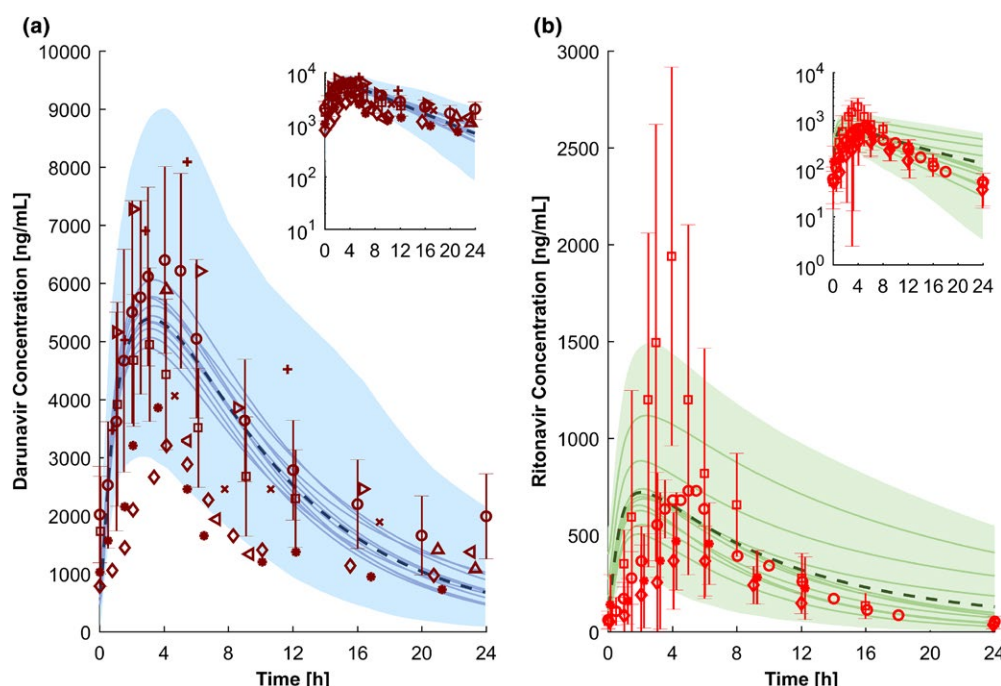 (a)
10000
9000
8000
7000
6000
5000
4000
3000
2000
1000
0
Darunavir Concentration [ng/mL]
0 4 8 12 16 20 24
Time [h]
10⁴
10³
10²
10¹
0 4 8 12 16 20 24
(b)
3000
2500
2000
1500
1000
500
0
Ritonavir Concentration [ng/mL]
0 4 8 12 16 20 24
Time [h]
10⁴
10³
10²
10¹
10⁰
0 4 8 12 16 20 24